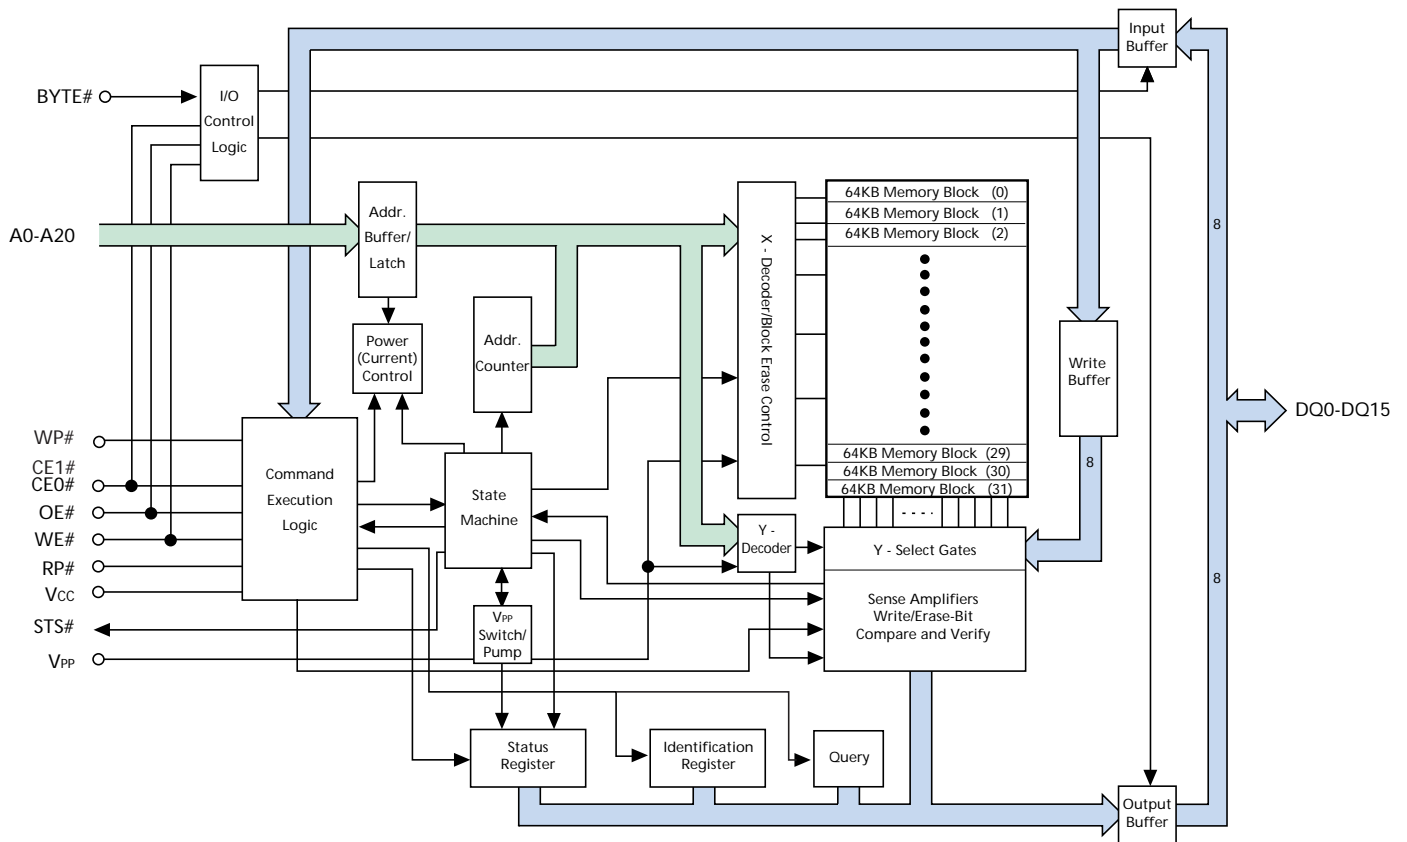 Input
Buffer
BYTE#
I/O
Control
Logic
A0-A20
Addr.
Buffer/
Latch
Power
(Current)
Control
Addr.
Counter
X - Decoder/Block Erase Control
64KB Memory Block (0)
64KB Memory Block (1)
64KB Memory Block (2)
64KB Memory Block (29)
64KB Memory Block (30)
64KB Memory Block (31)
8
Write
Buffer
8
DQ0-DQ15
WP#
CE1#
CE0#
OE#
WE#
RP#
VCC
STS#
VPP
Command
Execution
Logic
State
Machine
VPP
Switch/
Pump
Y -
Decoder
Y - Select Gates
Sense Amplifiers
Write/Erase-Bit
Compare and Verify
8
Status
Register
Identification
Register
Query
Output
Buffer